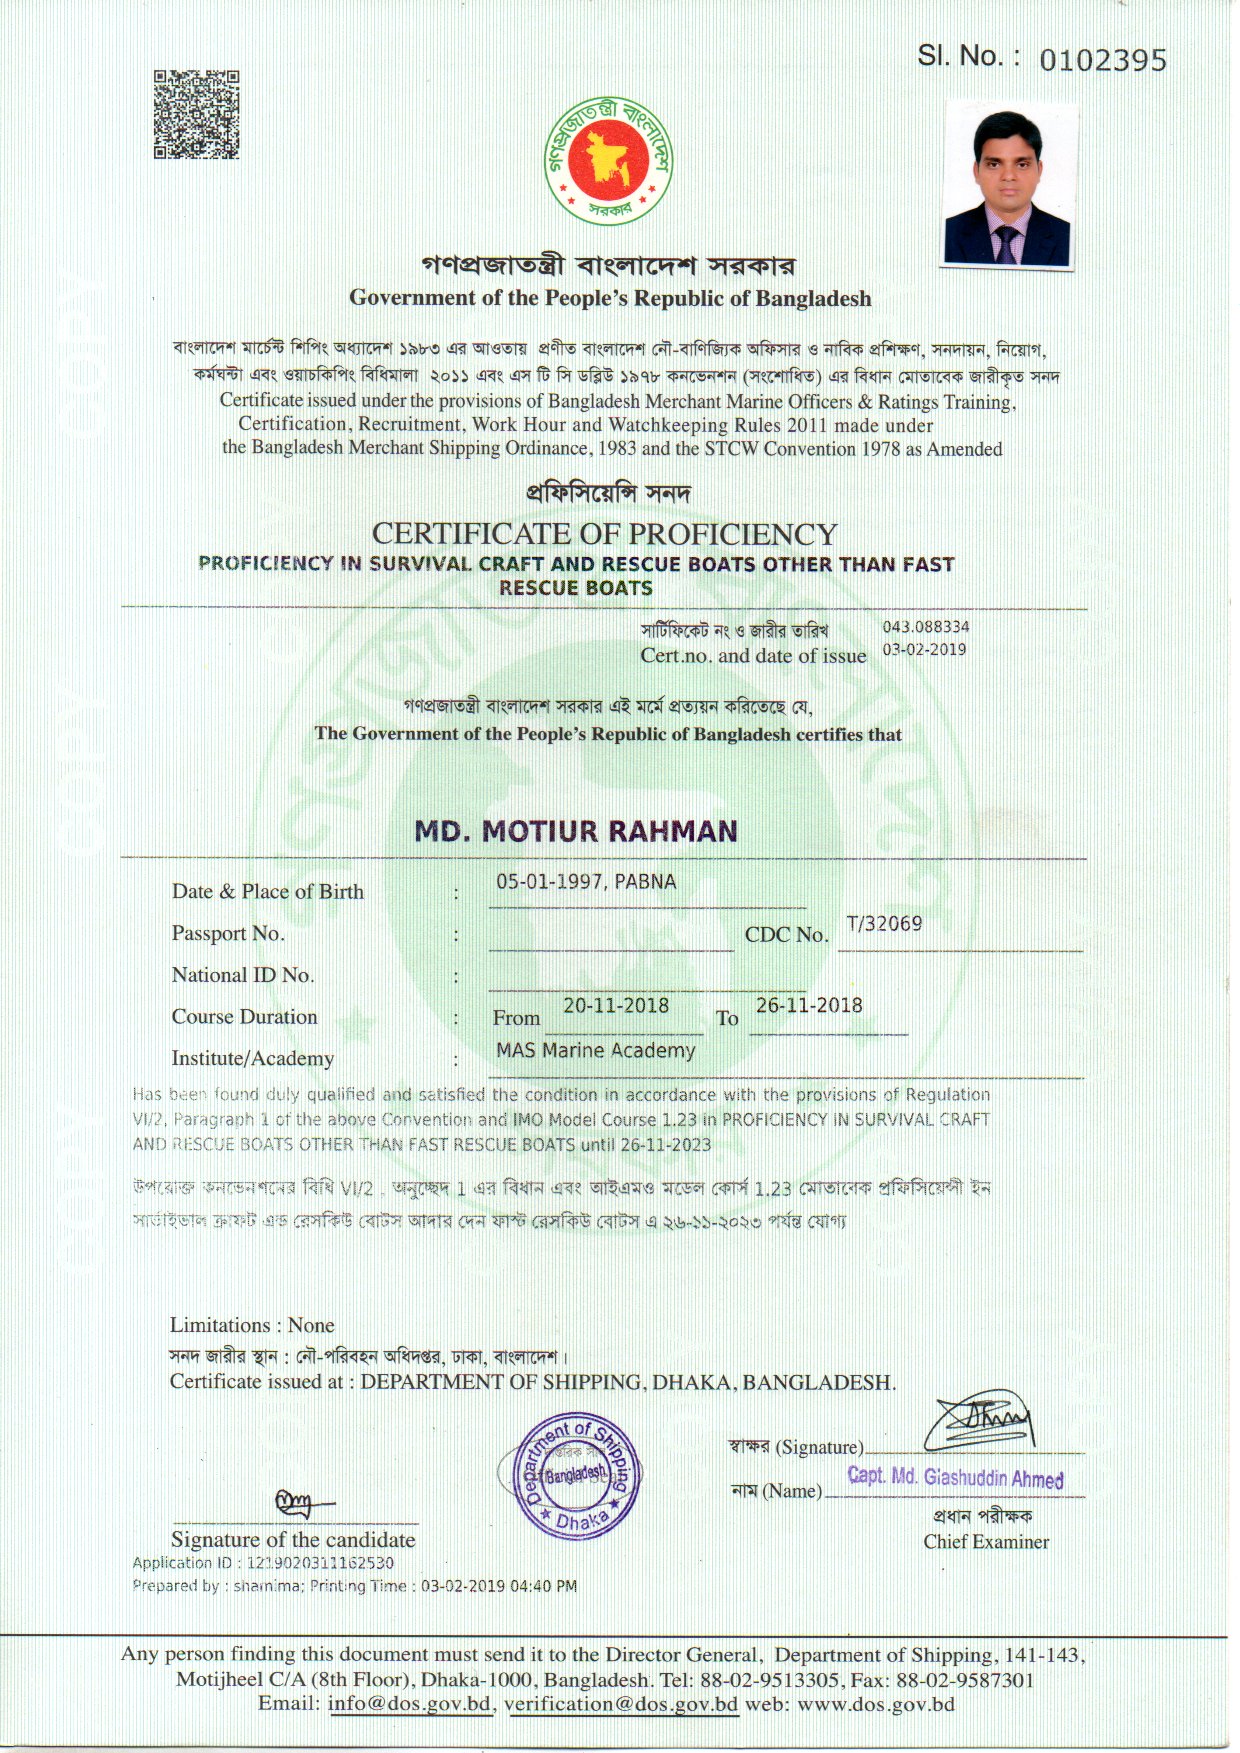 Sl. No. : 0102395
গণপ্রজাতন্ত্রী বাংলাদেশ
সরকার
গণপ্রজাতন্ত্রী বাংলাদেশ সরকার
Government of the People's Republic of Bangladesh
বাংলাদেশ মার্চেন্ট শিপিং অধ্যাদেশ ১৯৮৩ এর আওতায় প্রণীত বাংলাদেশ নৌ-বাণিজ্যিক অফিসার ও নাবিক প্রশিক্ষণ, সনদায়ন, নিয়োগ,
কর্মঘন্টা এবং ওয়াচকিপিং বিধিমালা ২০১১ এবং এস টি সি ডব্লিউ ১৯৭৮ কনভেনশন (সংশোধিত) এর বিধান মোতাবেক জারীকৃত সনদ
Certificate issued under the provisions of Bangladesh Merchant Marine Officers & Ratings Training,
Certification, Recruitment, Work Hour and Watchkeeping Rules 2011 made under
the Bangladesh Merchant Shipping Ordinance, 1983 and the STCW Convention 1978 as Amended
প্রফিসিয়েন্সি সনদ
CERTIFICATE OF PROFICIENCY
PROFICIENCY IN SURVIVAL CRAFT AND RESCUE BOATS OTHER THAN FAST
RESCUE BOATS
সার্টিফিকেট নং ও জারীর তারিখ 043.088334
Cert.no. and date of issue 03-02-2019
গণপ্রজাতন্ত্রী বাংলাদেশ সরকার এই মর্মে প্রত্যয়ন করিতেছে যে,
The Government of the People's Republic of Bangladesh certifies that
MD. MOTIUR RAHMAN
Date & Place of Birth : 05-01-1997, PABNA
Passport No. : CDC No. T/32069
National ID No. :
Course Duration : From 20-11-2018 To 26-11-2018
Institute/Academy : MAS Marine Academy
Has been found duly qualified and satisfied the condition in accordance with the provisions of Regulation
VI/2, Paragraph 1 of the above Convention and IMO Model Course 1.23 in PROFICIENCY IN SURVIVAL CRAFT
AND RESCUE BOATS OTHER THAN FAST RESCUE BOATS until 26-11-2023
উপরোক্ত কনভেনশনের বিধি VI/2 , অনুচ্ছেদ 1 এর বিধান এবং আইএমও মডেল কোর্স 1.23 মোতাবেক প্রফিসিয়েন্সী ইন
সার্ভাইভাল ক্রাফট এন্ড রেসকিউ বোটস আদার দেন ফাস্ট রেসকিউ বোটস এ ২৬-১১-২০২৩ পর্যন্ত যোগ্য
Limitations : None
সনদ জারীর স্থান : নৌ-পরিবহন অধিদপ্তর, ঢাকা, বাংলাদেশ।
Certificate issued at : DEPARTMENT OF SHIPPING, DHAKA, BANGLADESH.
Department of Shipping
Bangladesh
★ Dhaka ★
স্বাক্ষর (Signature)
নাম (Name) Capt. Md. Giashuddin Ahmed
প্রধান পরীক্ষক
Chief Examiner
Signature of the candidate
Application ID : 1219020311162530
Prepared by : shamima; Printing Time : 03-02-2019 04:40 PM
Any person finding this document must send it to the Director General, Department of Shipping, 141-143,
Motijheel C/A (8th Floor), Dhaka-1000, Bangladesh. Tel: 88-02-9513305, Fax: 88-02-9587301
Email: info@dos.gov.bd, verification@dos.gov.bd web: www.dos.gov.bd